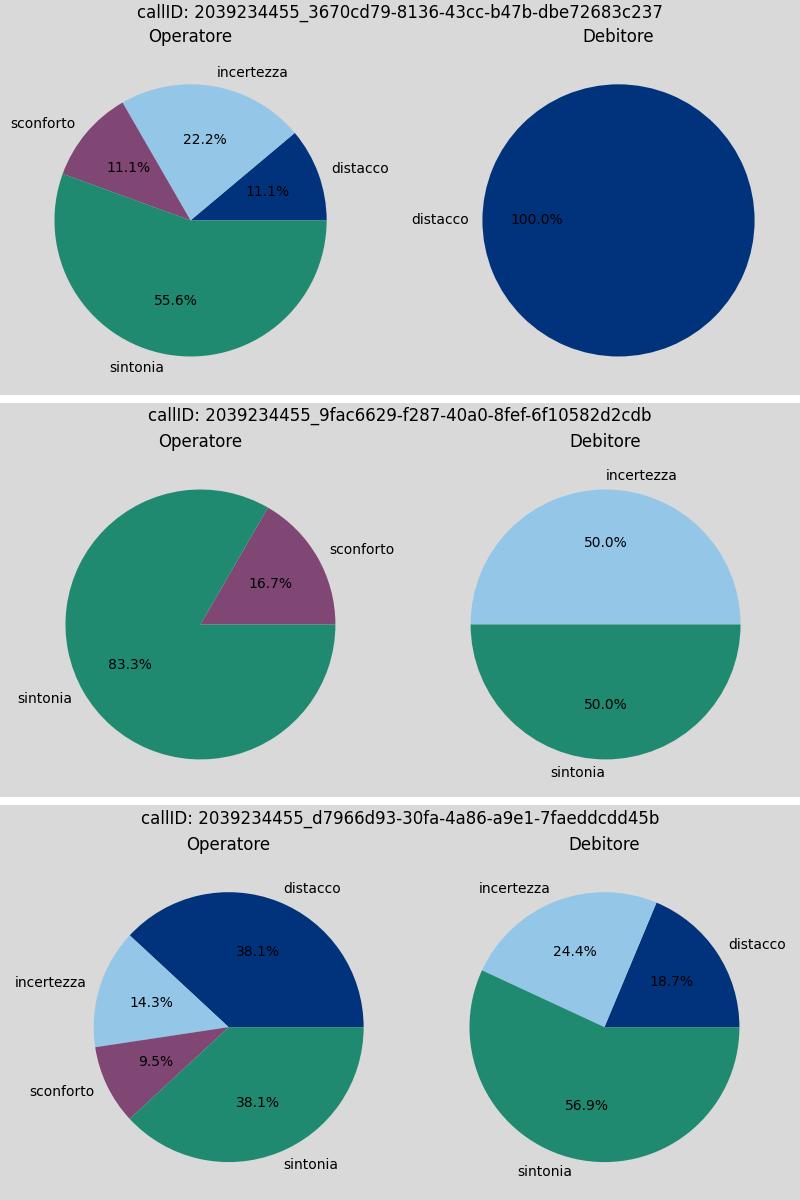 callID: 2039234455_3670cd79-8136-43cc-b47b-dbe72683c237
Operatore
Debitore
incertezza
sconforto
22.2%
11.1%
distacco
11.1%
distacco
100.0%
55.6%
sintonia
callID: 2039234455_9fac6629-f287-40a0-8fef-6f10582d2cdb
Operatore
Debitore
incertezza
50.0%
sconforto
16.7%
83.3%
sintonia
50.0%
sintonia
callID: 2039234455_d7966d93-30fa-4a86-a9e1-7faeddcdd45b
Operatore
Debitore
distacco
38.1%
incertezza
14.3%
9.5%
sconforto
38.1%
sintonia
incertezza
24.4%
distacco
18.7%
56.9%
sintonia